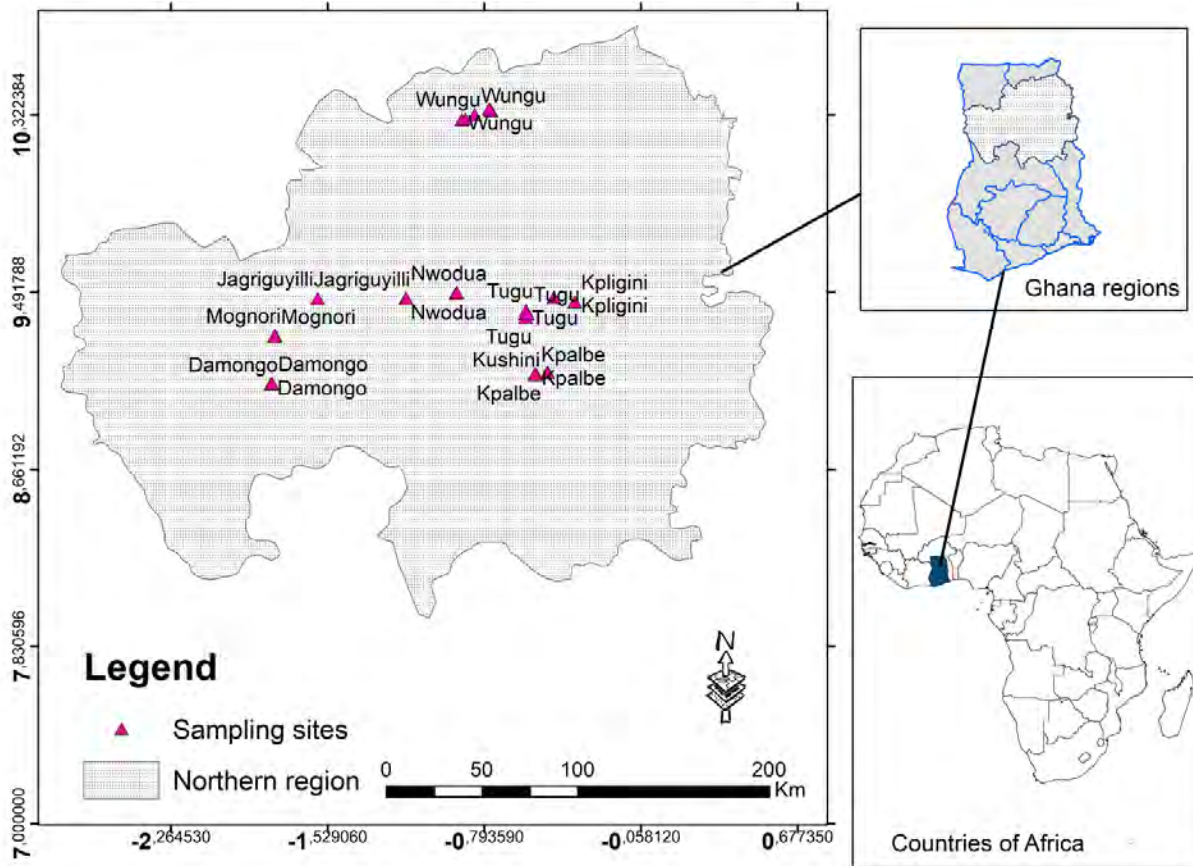 10,322384
9,491788
8,661192
7,830596
7,000000
Wungu Wungu
Wungu
Jagriguyilli Jagriguyilli Nwodua
Nwodua
Tugu Tugu Kpligini
Kpligini
Tugu
Tugu
Mognori Mognori
Damongo Damongo
Damongo
Kushini Kpalbe
Kpalbe
Kpalbe
Legend
Sampling sites
Northern region
N
0 50 100 200
Km
-2,264530 -1,529060 -0,793590 -0,058120 0,677350
Ghana regions
Countries of Africa